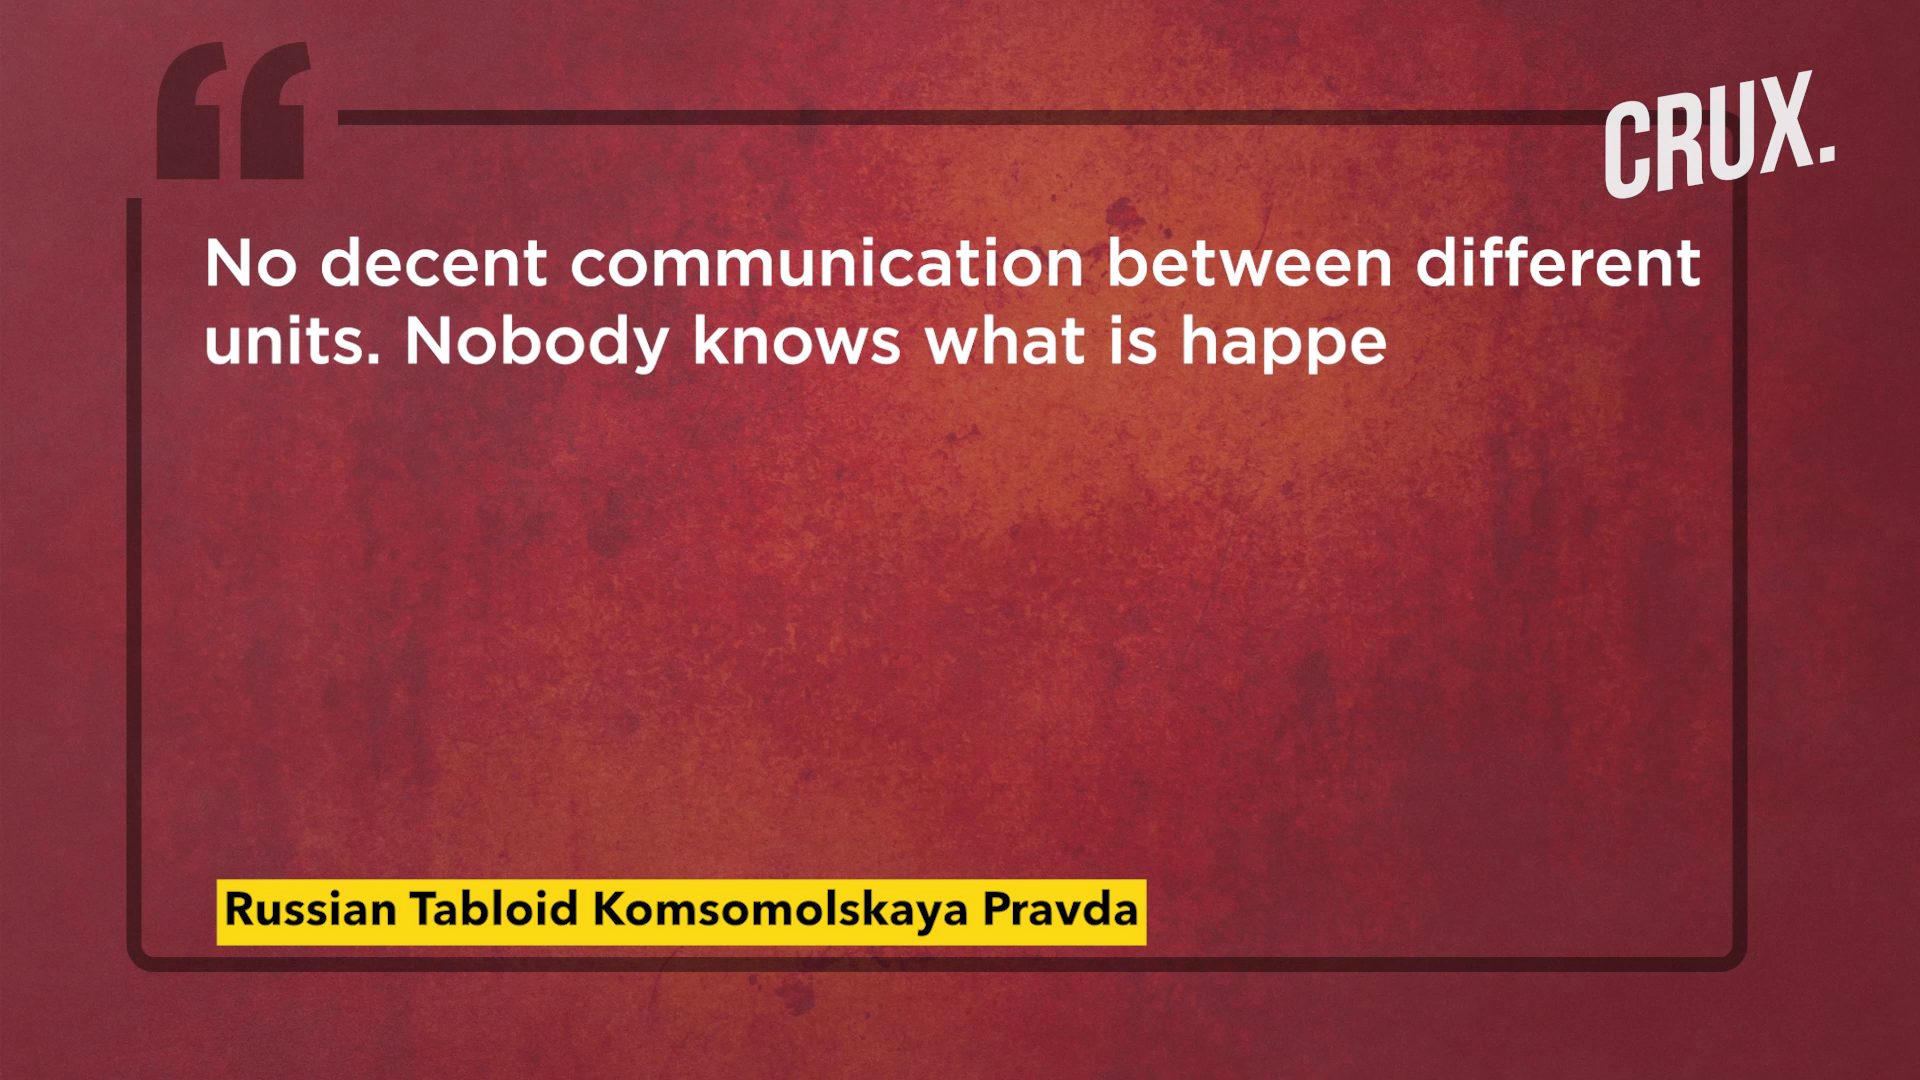 CRUX.
No decent communication between different
units. Nobody knows what is happe
Russian Tabloid Komsomolskaya Pravda